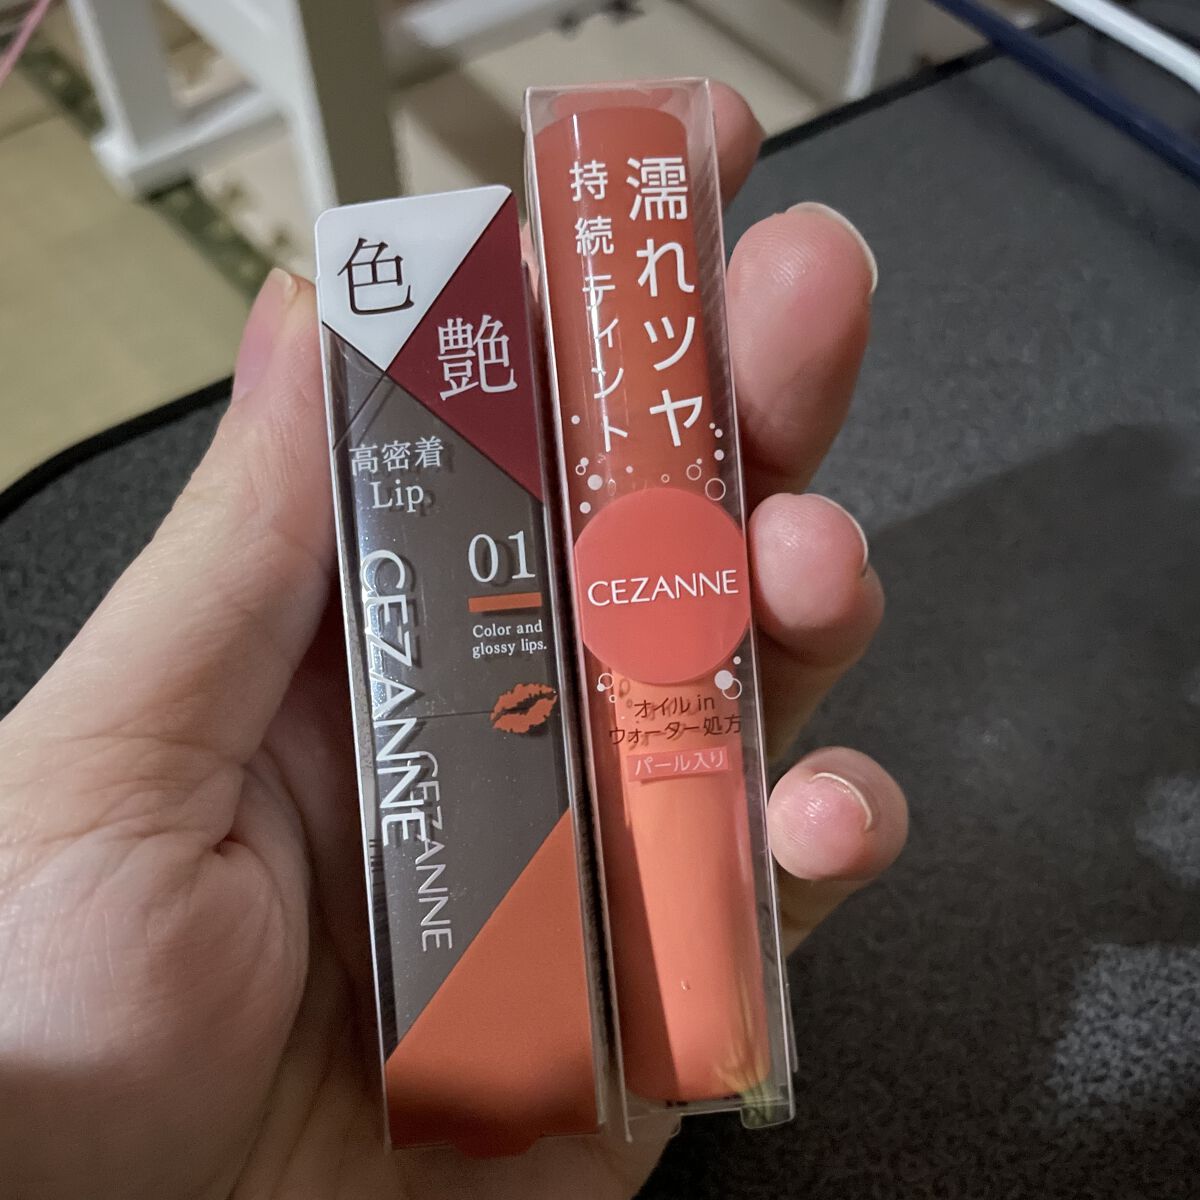 色
艶
高密着
Lip
01
Color and
glossy lips.
CEZANNE
CEZANNE
濡れツヤ
持続ティント
CEZANNE
オイルin
ウォーター処方
パール入り